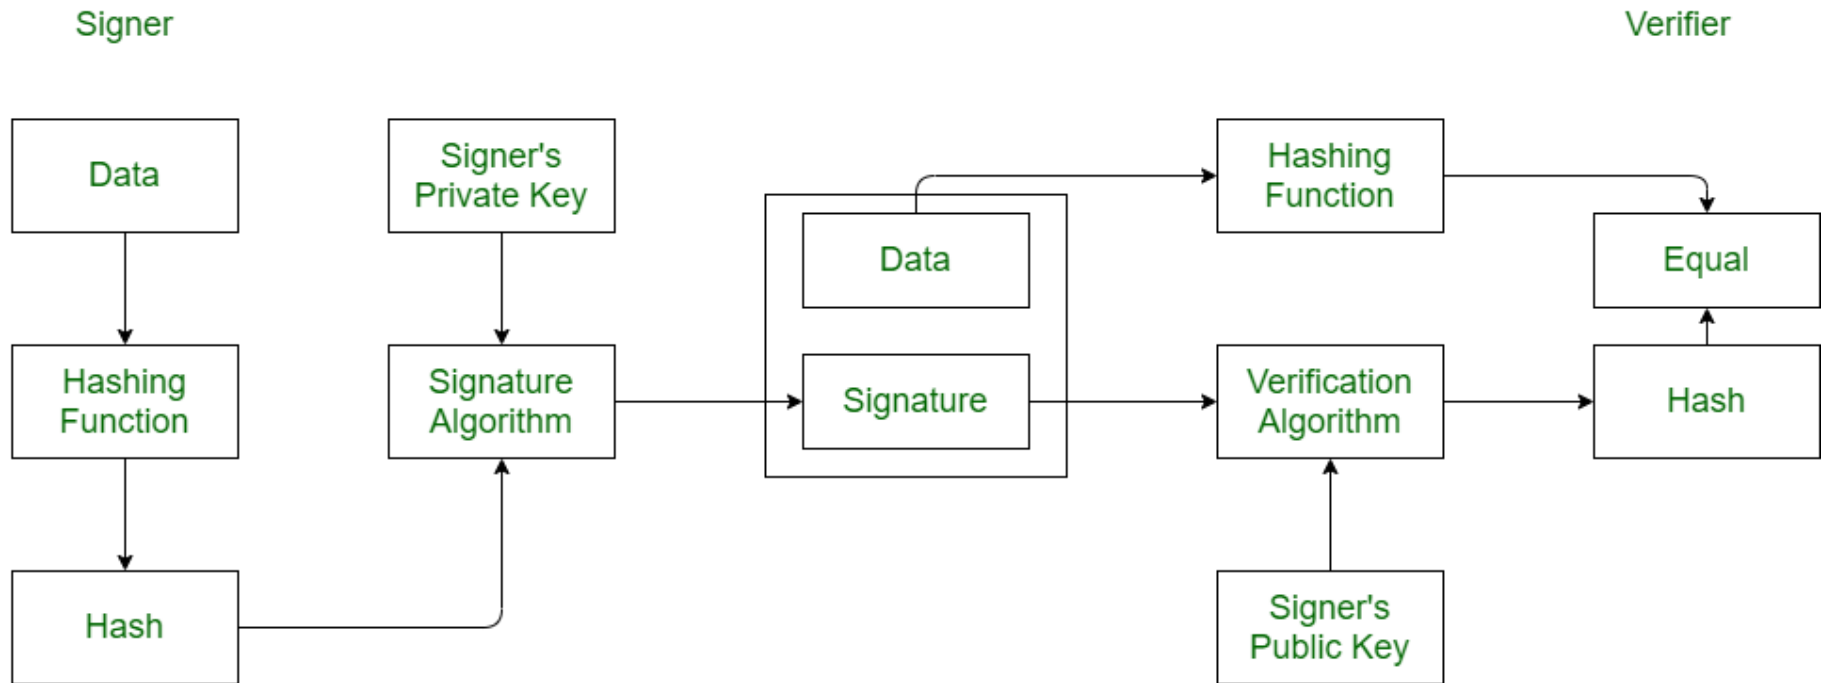 Signer
Verifier
Data
Signer's
Private Key
Hashing
Function
Data
Equal
Hashing
Function
Signature
Algorithm
Signature
Verification
Algorithm
Hash
Hash
Signer's
Public Key